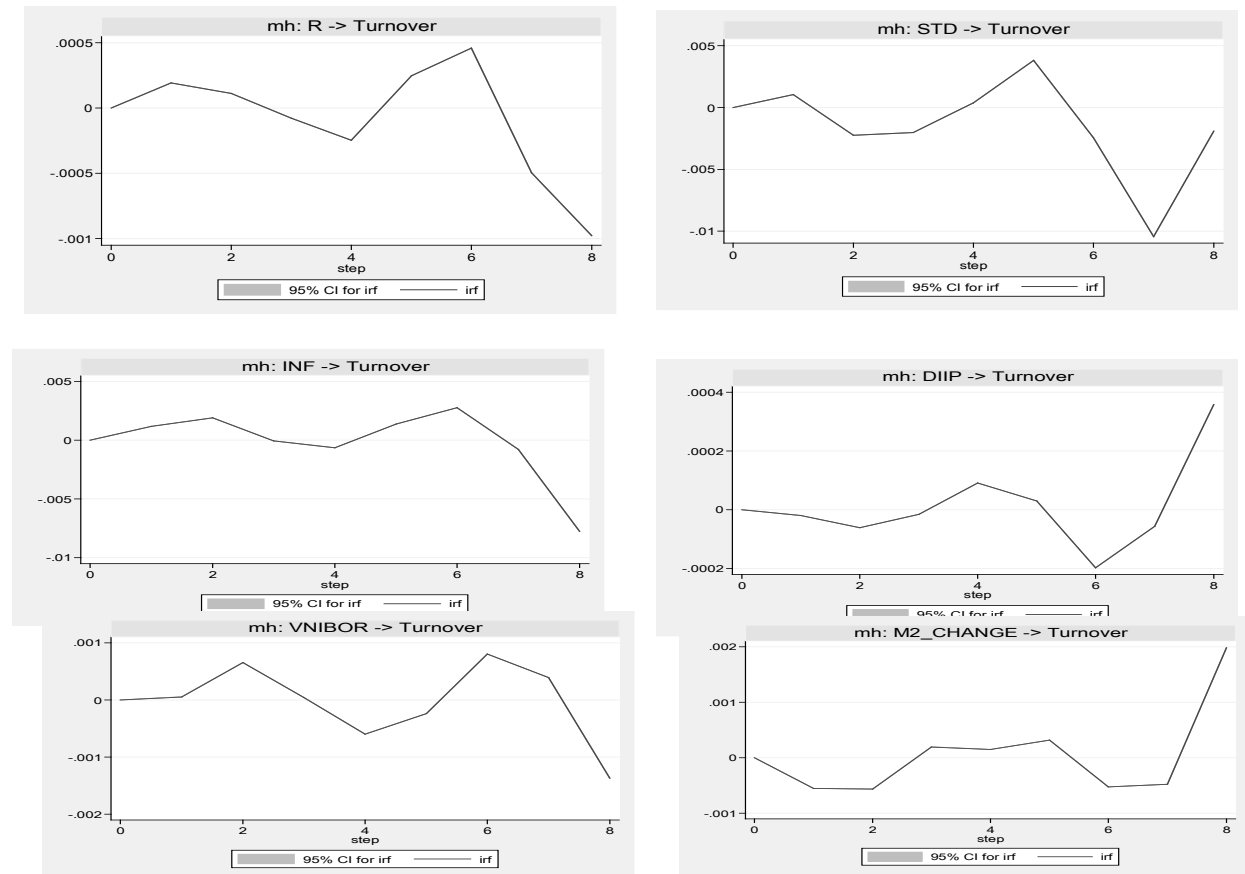 mh: R -> Turnover
.0005
0
-.0005
-.001
0 2 4 6 8
step
95% CI for irf irf
mh: STD -> Turnover
.005
0
-.005
-.01
0 2 4 6 8
step
95% CI for irf irf
mh: INF -> Turnover
.005
0
-.005
-.01
0 2 4 6 8
step
95% CI for irf irf
mh: DIIP -> Turnover
.0004
.0002
0
-.0002
0 2 4 6 8
step
95% CI for irf irf
mh: VNIBOR -> Turnover
.001
0
-.001
-.002
0 2 4 6 8
step
95% CI for irf irf
mh: M2_CHANGE -> Turnover
.002
.001
0
-.001
0 2 4 6 8
step
95% CI for irf irf